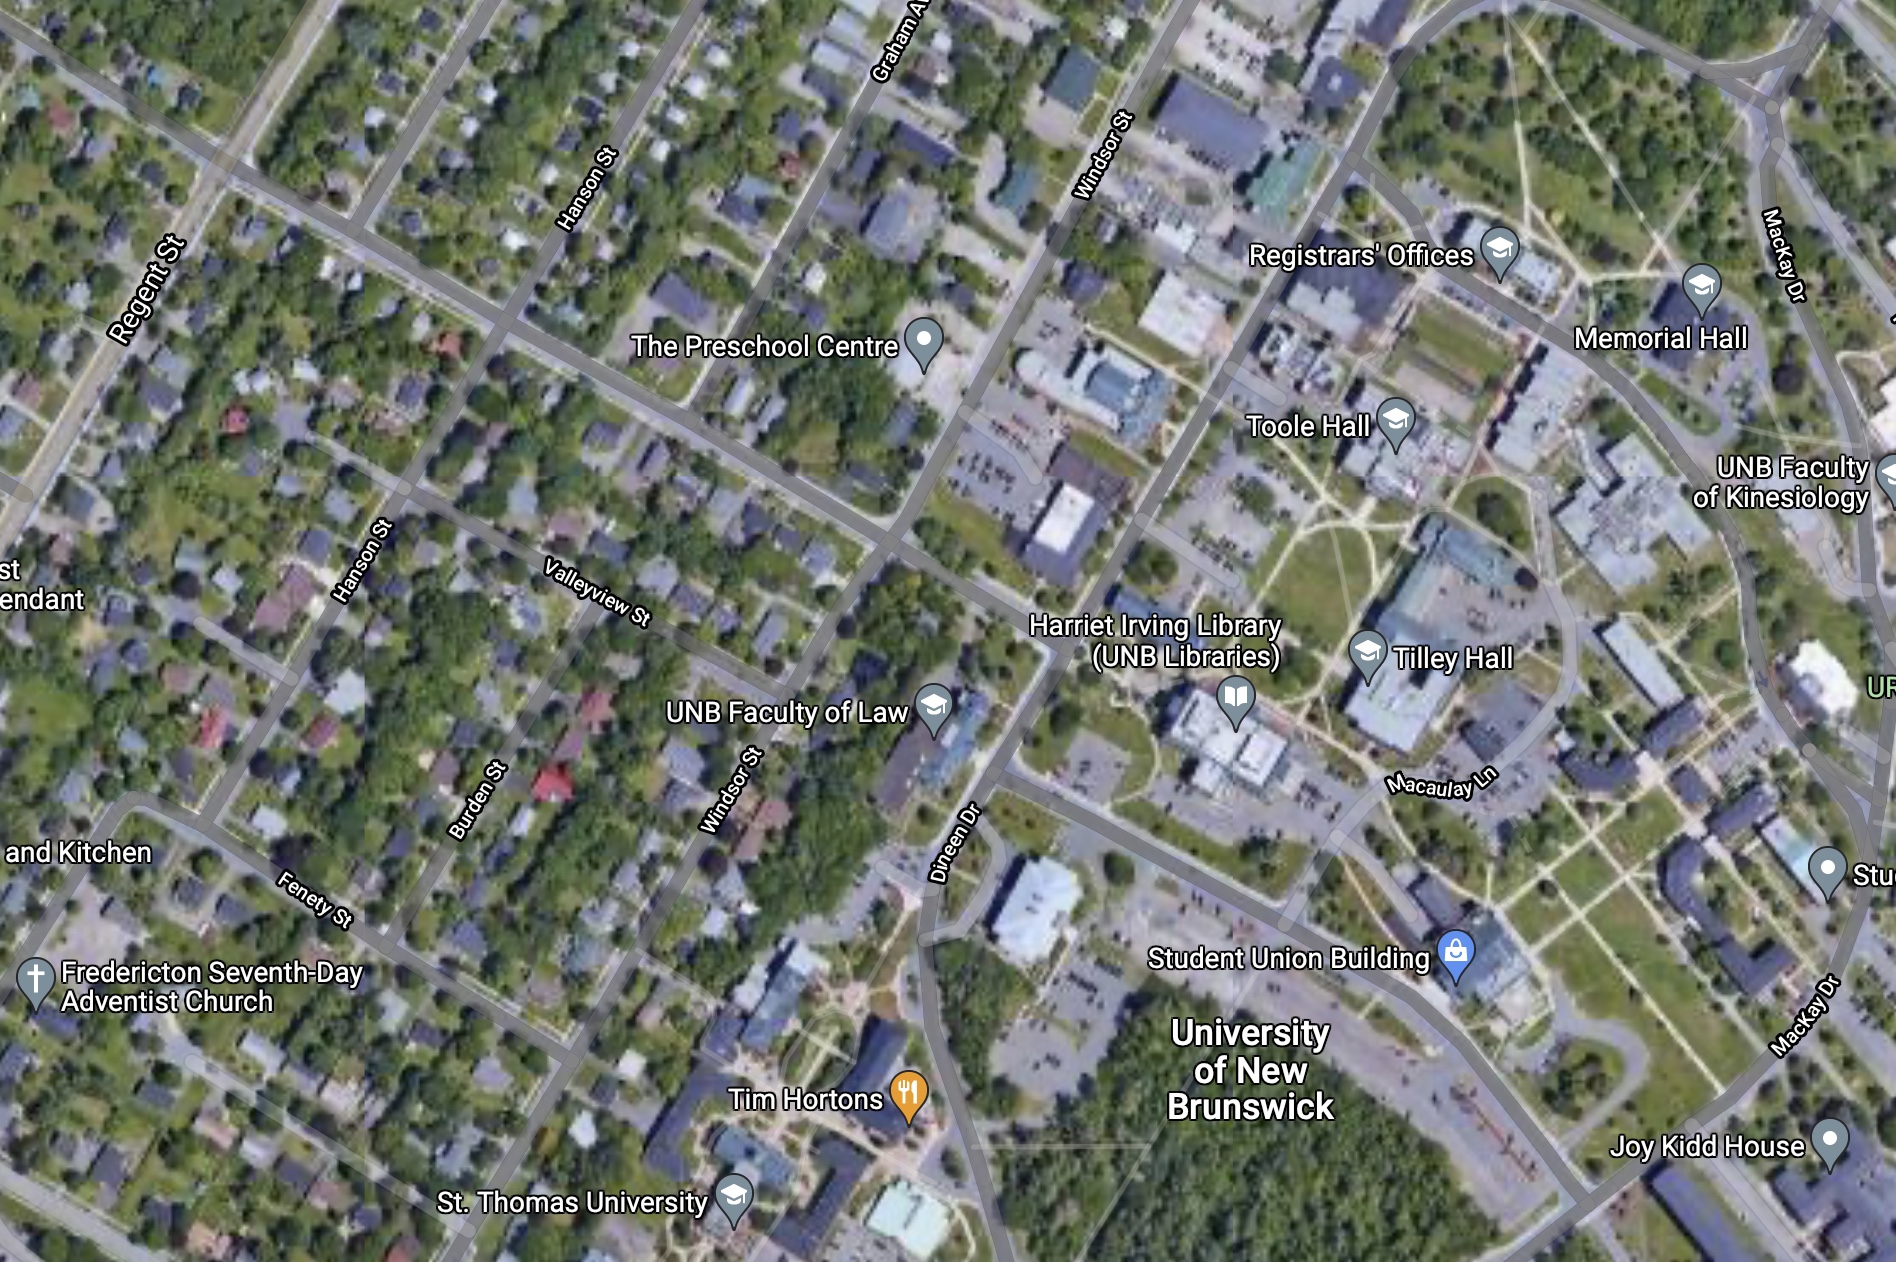 Graham Av
Windsor St
Hanson St
Regent St
MacKay Dr
Registrars' Offices
Memorial Hall
The Preschool Centre
Toole Hall
UNB Faculty
of Kinesiology
Hanson St
Valleyview St
st
endant
Harriet Irving Library
(UNB Libraries)
Tilley Hall
UNB Faculty of Law
UR
Burden St
Windsor St
Macaulay Ln
Dineen Dr
and Kitchen
Fenety St
Stu
Student Union Building
Fredericton Seventh-Day
Adventist Church
MacKay Dr
University
of New
Brunswick
Tim Hortons
Joy Kidd House
St. Thomas University